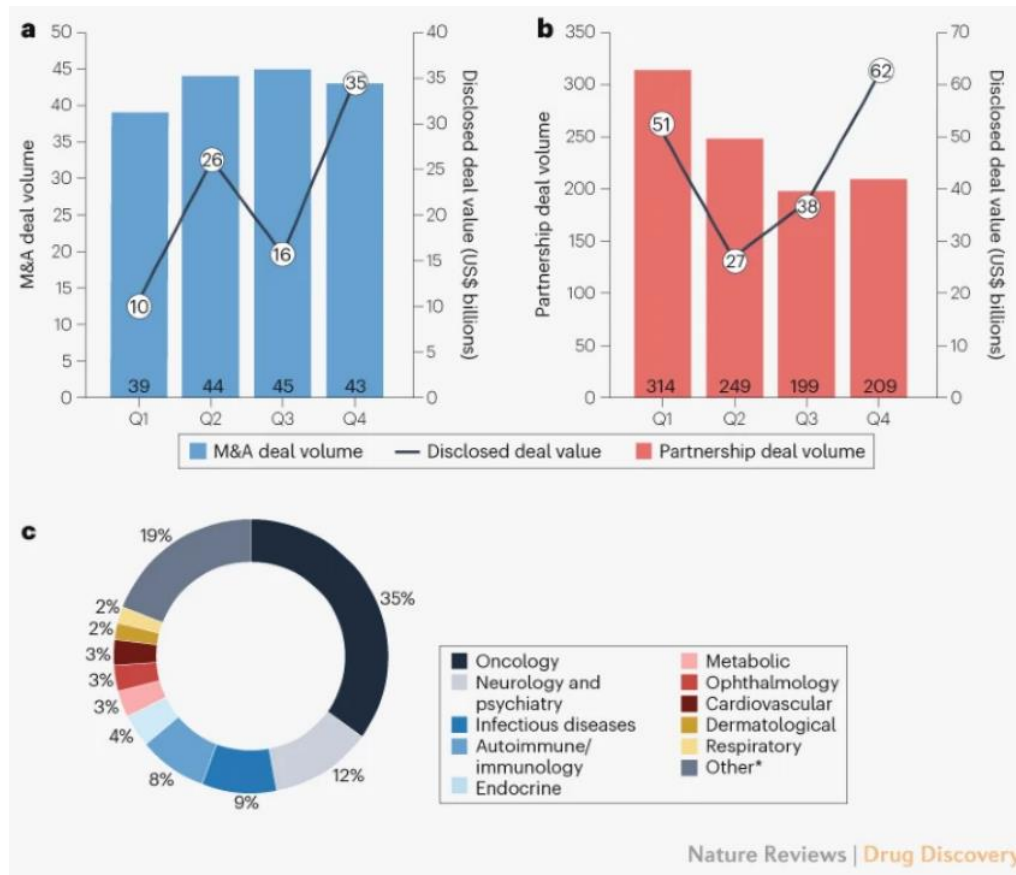 a
50
45
40
35
30
25
20
15
10
5
0
M&A deal volume
10
26
16
35
39
44
45
43
Q1
Q2
Q3
Q4
40
35
30
25
20
15
10
5
0
Disclosed deal value (US$ billions)
b
350
300
250
200
150
100
50
0
Partnership deal volume
51
27
38
62
314
249
199
209
Q1
Q2
Q3
Q4
70
60
50
40
30
20
10
0
Disclosed deal value (US$ billions)
M&A deal volume
Disclosed deal value
Partnership deal volume
c
19%
35%
2%
2%
3%
3%
3%
4%
8%
9%
12%
Oncology
Neurology and
psychiatry
Infectious diseases
Autoimmune/
immunology
Endocrine
Metabolic
Ophthalmology
Cardiovascular
Dermatological
Respiratory
Other*
Nature Reviews | Drug Discovery